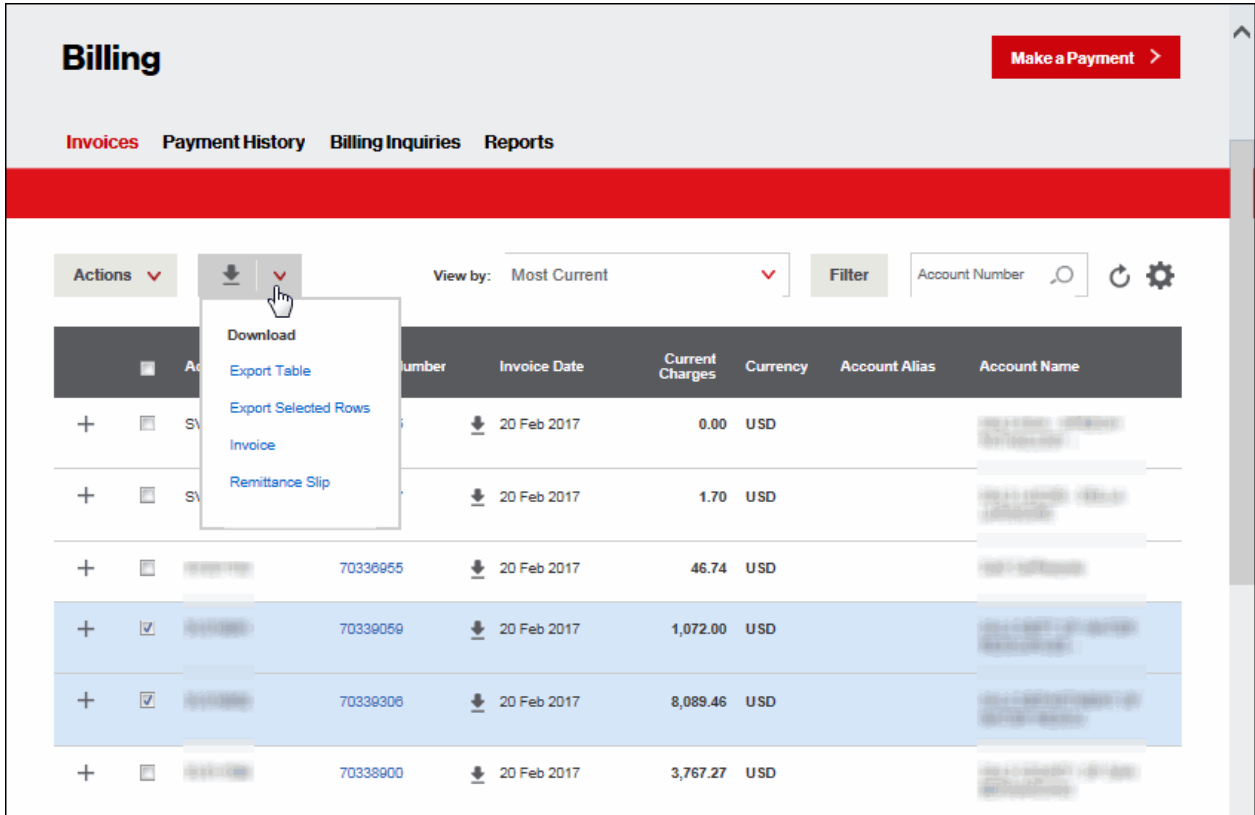 Billing
Make a Payment
Invoices Payment History Billing Inquiries Reports
Actions View by: Most Current Filter Account Number
Download
Export Table
Export Selected Rows
Invoice
Remittance Slip
Invoice Date Current Charges Currency Account Alias Account Name
20 Feb 2017 0.00 USD
20 Feb 2017 1.70 USD
70336955 20 Feb 2017 46.74 USD
70339059 20 Feb 2017 1,072.00 USD
70339306 20 Feb 2017 8,089.46 USD
70338900 20 Feb 2017 3,767.27 USD